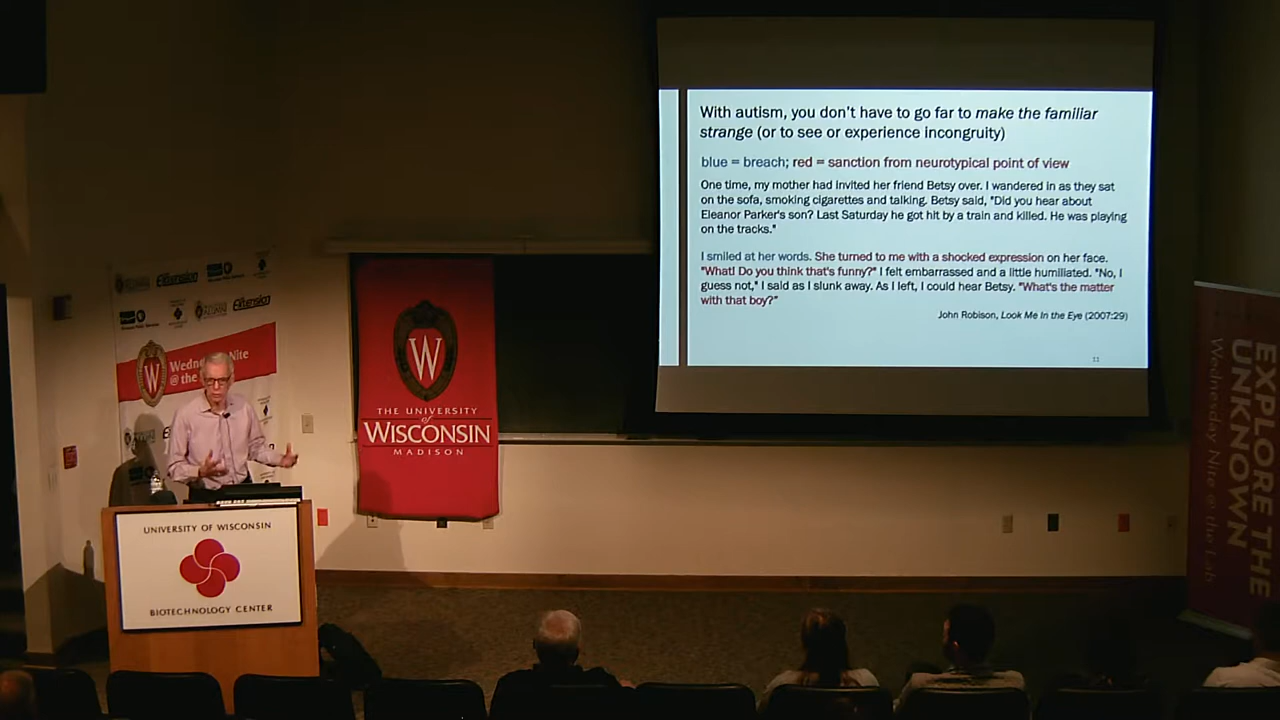 With autism, you don't have to go far to make the familiar
strange (or to see or experience incongruity)
blue = breach; red = sanction from neurotypical point of view
One time, my mother had invited her friend Betsy over. I wandered in as they sat
on the sofa, smoking cigarettes and talking. Betsy said, "Did you hear about
Eleanor Parker's son? Last Saturday he got hit by a train and killed. He was playing
on the tracks."
I smiled at her words. She turned to me with a shocked expression on her face.
"What! Do you think that's funny?" I felt embarrassed and a little humiliated. "No, I
guess not," I said as I slunk away. As I left, I could hear Betsy. "What's the matter
with that boy?"
John Robison, Look Me in the Eye (2007:29)
11
Extension
Extension
W
Wednesday Nite
@ the
W
THE UNIVERSITY
of
WISCONSIN
MADISON
UNIVERSITY OF WISCONSIN
BIOTECHNOLOGY CENTER
EXPLORE THE
UNKNOWN
Wednesday Nite @ the Lab